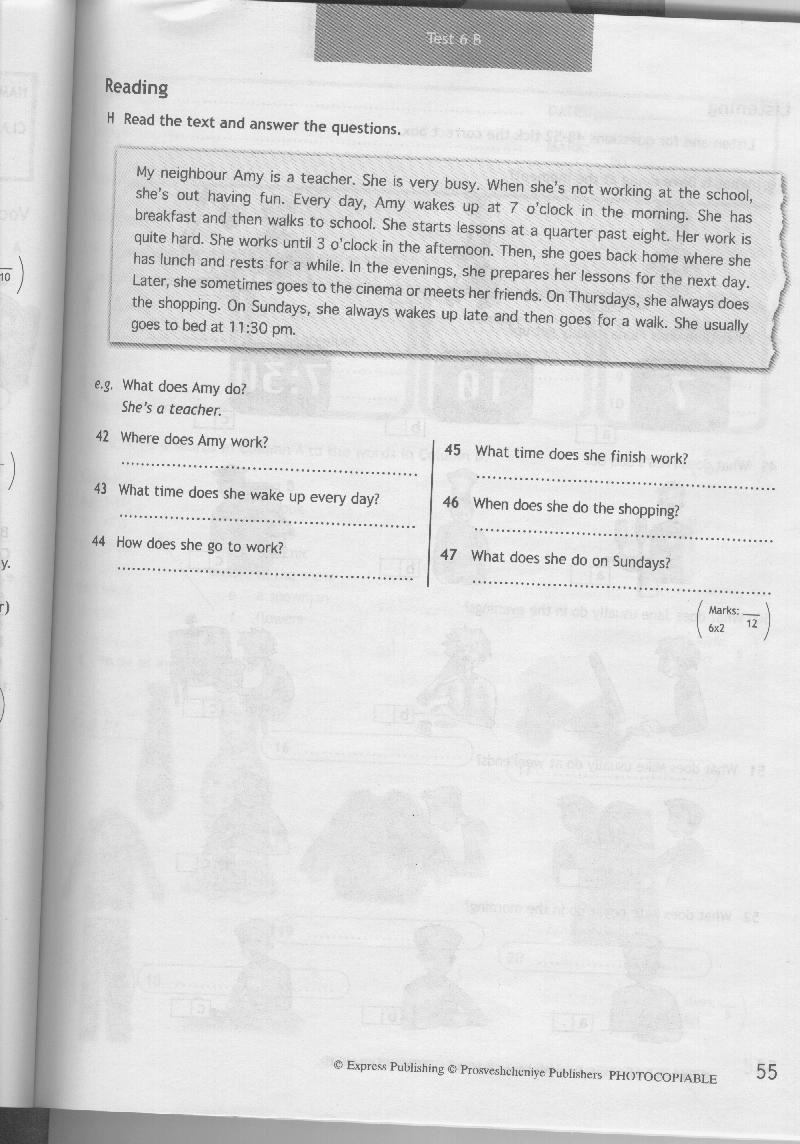 Test 6 B
Reading
H Read the text and answer the questions.
My neighbour Amy is a teacher. She is very busy. When she's not working at the school,
she's out having fun. Every day, Amy wakes up at 7 o'clock in the morning. She has
breakfast and then walks to school. She starts lessons at a quarter past eight. Her work is
quite hard. She works until 3 o'clock in the afternoon. Then, she goes back home where she
has lunch and rests for a while. In the evenings, she prepares her lessons for the next day.
Later, she sometimes goes to the cinema or meets her friends. On Thursdays, she always does
the shopping. On Sundays, she always wakes up late and then goes for a walk. She usually
goes to bed at 11:30 pm.
e.g. What does Amy do?
She's a teacher.
42 Where does Amy work?
43 What time does she wake up every day?
44 How does she go to work?
45 What time does she finish work?
46 When does she do the shopping?
47 What does she do on Sundays?
Marks: __
6x2 12
10
y.
r)
© Express Publishing © Prosveshcheniye Publishers PHOTOCOPIABLE
55